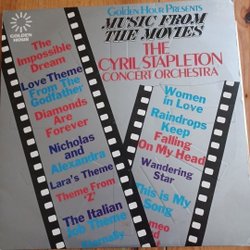 GOLDEN HOUR
Golden Hour Presents
MUSIC FROM
THE MOVIES
THE
CYRIL STAPLETON
CONCERT ORCHESTRA
The
Impossible
Dream
Love Theme
From The
Godfather
Diamonds
Are
Forever
Nicholas
and
Alexandra
Lara's Theme
Theme From
'Z'
The Italian
Job Theme
Eternally
Women
in Love
Raindrops
Keep
Falling
On My Head
Wandering
Star
This is My
Song